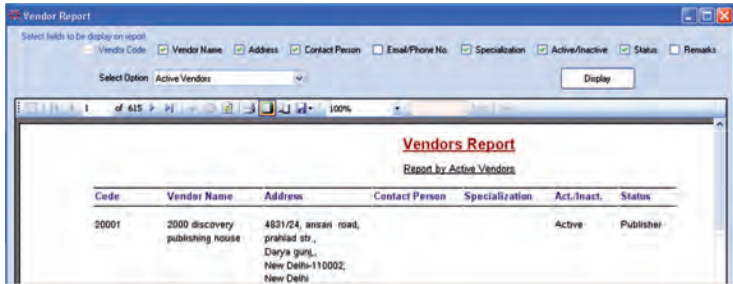 Vendor Report
Select fields to be display on report
Vendor Code Vendor Name Address Contact Person Email/Phone No. Specialization Active/Inactive Status Remarks
Select Option Active Vendors Display
1 of 615 100%
Vendors Report
Report by Active Vendors
Code Vendor Name Address Contact Person Specialization Act./Inact. Status
20001 2000 discovery 4831/24, ansari road, Active Publisher
publishing house prahlad str.,
Darya gunj,,
New Delhi-110002,
New Delhi